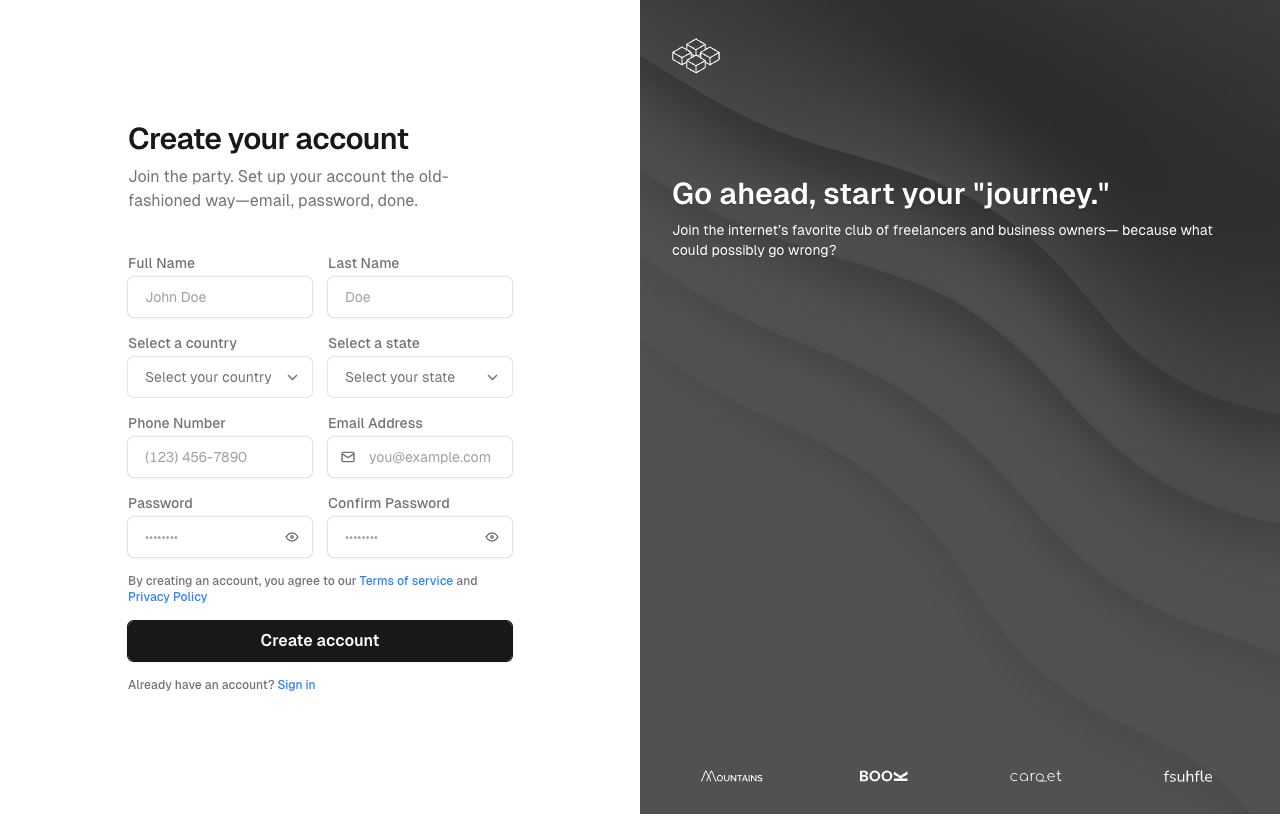 Create your account
Join the party. Set up your account the old-
fashioned way—email, password, done.
Full Name
Last Name
John Doe
Doe
Select a country
Select a state
Select your country
Select your state
Phone Number
Email Address
(123) 456-7890
you@example.com
Password
Confirm Password
••••••••
••••••••
By creating an account, you agree to our Terms of service and
Privacy Policy
Create account
Already have an account? Sign in
Go ahead, start your "journey."
Join the internet's favorite club of freelancers and business owners— because what
could possibly go wrong?
MOUNTAINS
BOOK
carqet
fsuhfle